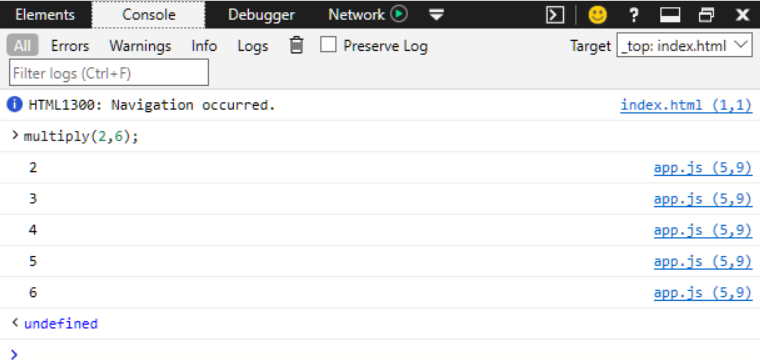 Elements Console Debugger Network ?
All Errors Warnings Info Logs Preserve Log Target _top: index.html
Filter logs (Ctrl+F)
HTML1300: Navigation occurred. index.html (1,1)
> multiply(2,6);
2 app.js (5,9)
3 app.js (5,9)
4 app.js (5,9)
5 app.js (5,9)
6 app.js (5,9)
< undefined
>